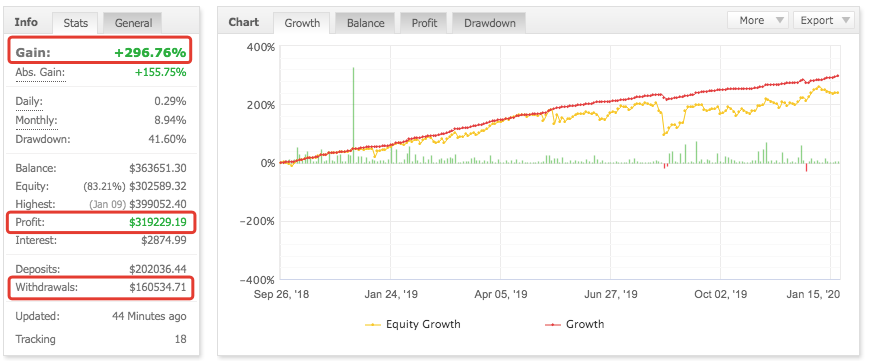 Info Stats General
Gain: +296.76%
Abs. Gain: +155.75%
Daily: 0.29%
Monthly: 8.94%
Drawdown: 41.60%
Balance: $363651.30
Equity: (83.21%) $302589.32
Highest: (Jan 09) $399052.40
Profit: $319229.19
Interest: $2874.99
Deposits: $202036.44
Withdrawals: $160534.71
Updated: 44 Minutes ago
Tracking 18
Chart Growth Balance Profit Drawdown More Export
400%
200%
0%
−200%
−400%
Sep 26, '18 Jan 24, '19 Apr 05, '19 Jun 27, '19 Oct 02, '19 Jan 15, '20
Equity Growth Growth